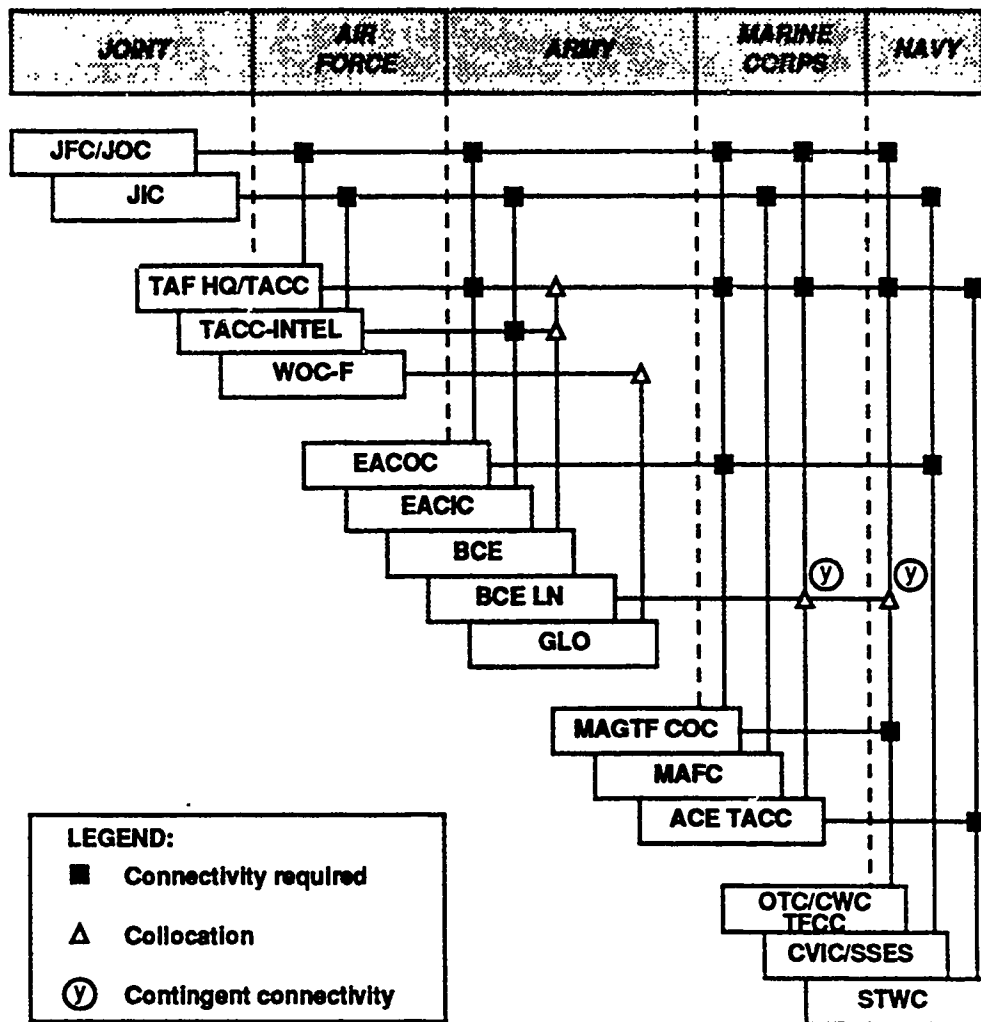 JOINT
AIR
FORCE
ARMY
MARINE
CORPS
NAVY
JFC/JOC
JIC
TAF HQ/TACC
TACC-INTEL
WOC-F
EACOC
EACIC
BCE
BCE LN
y
y
GLO
MAGTF COC
MAFC
ACE TACC
LEGEND:
Connectivity required
Collocation
y Contingent connectivity
OTC/CWC
TFCC
CVIC/SSES
STWC